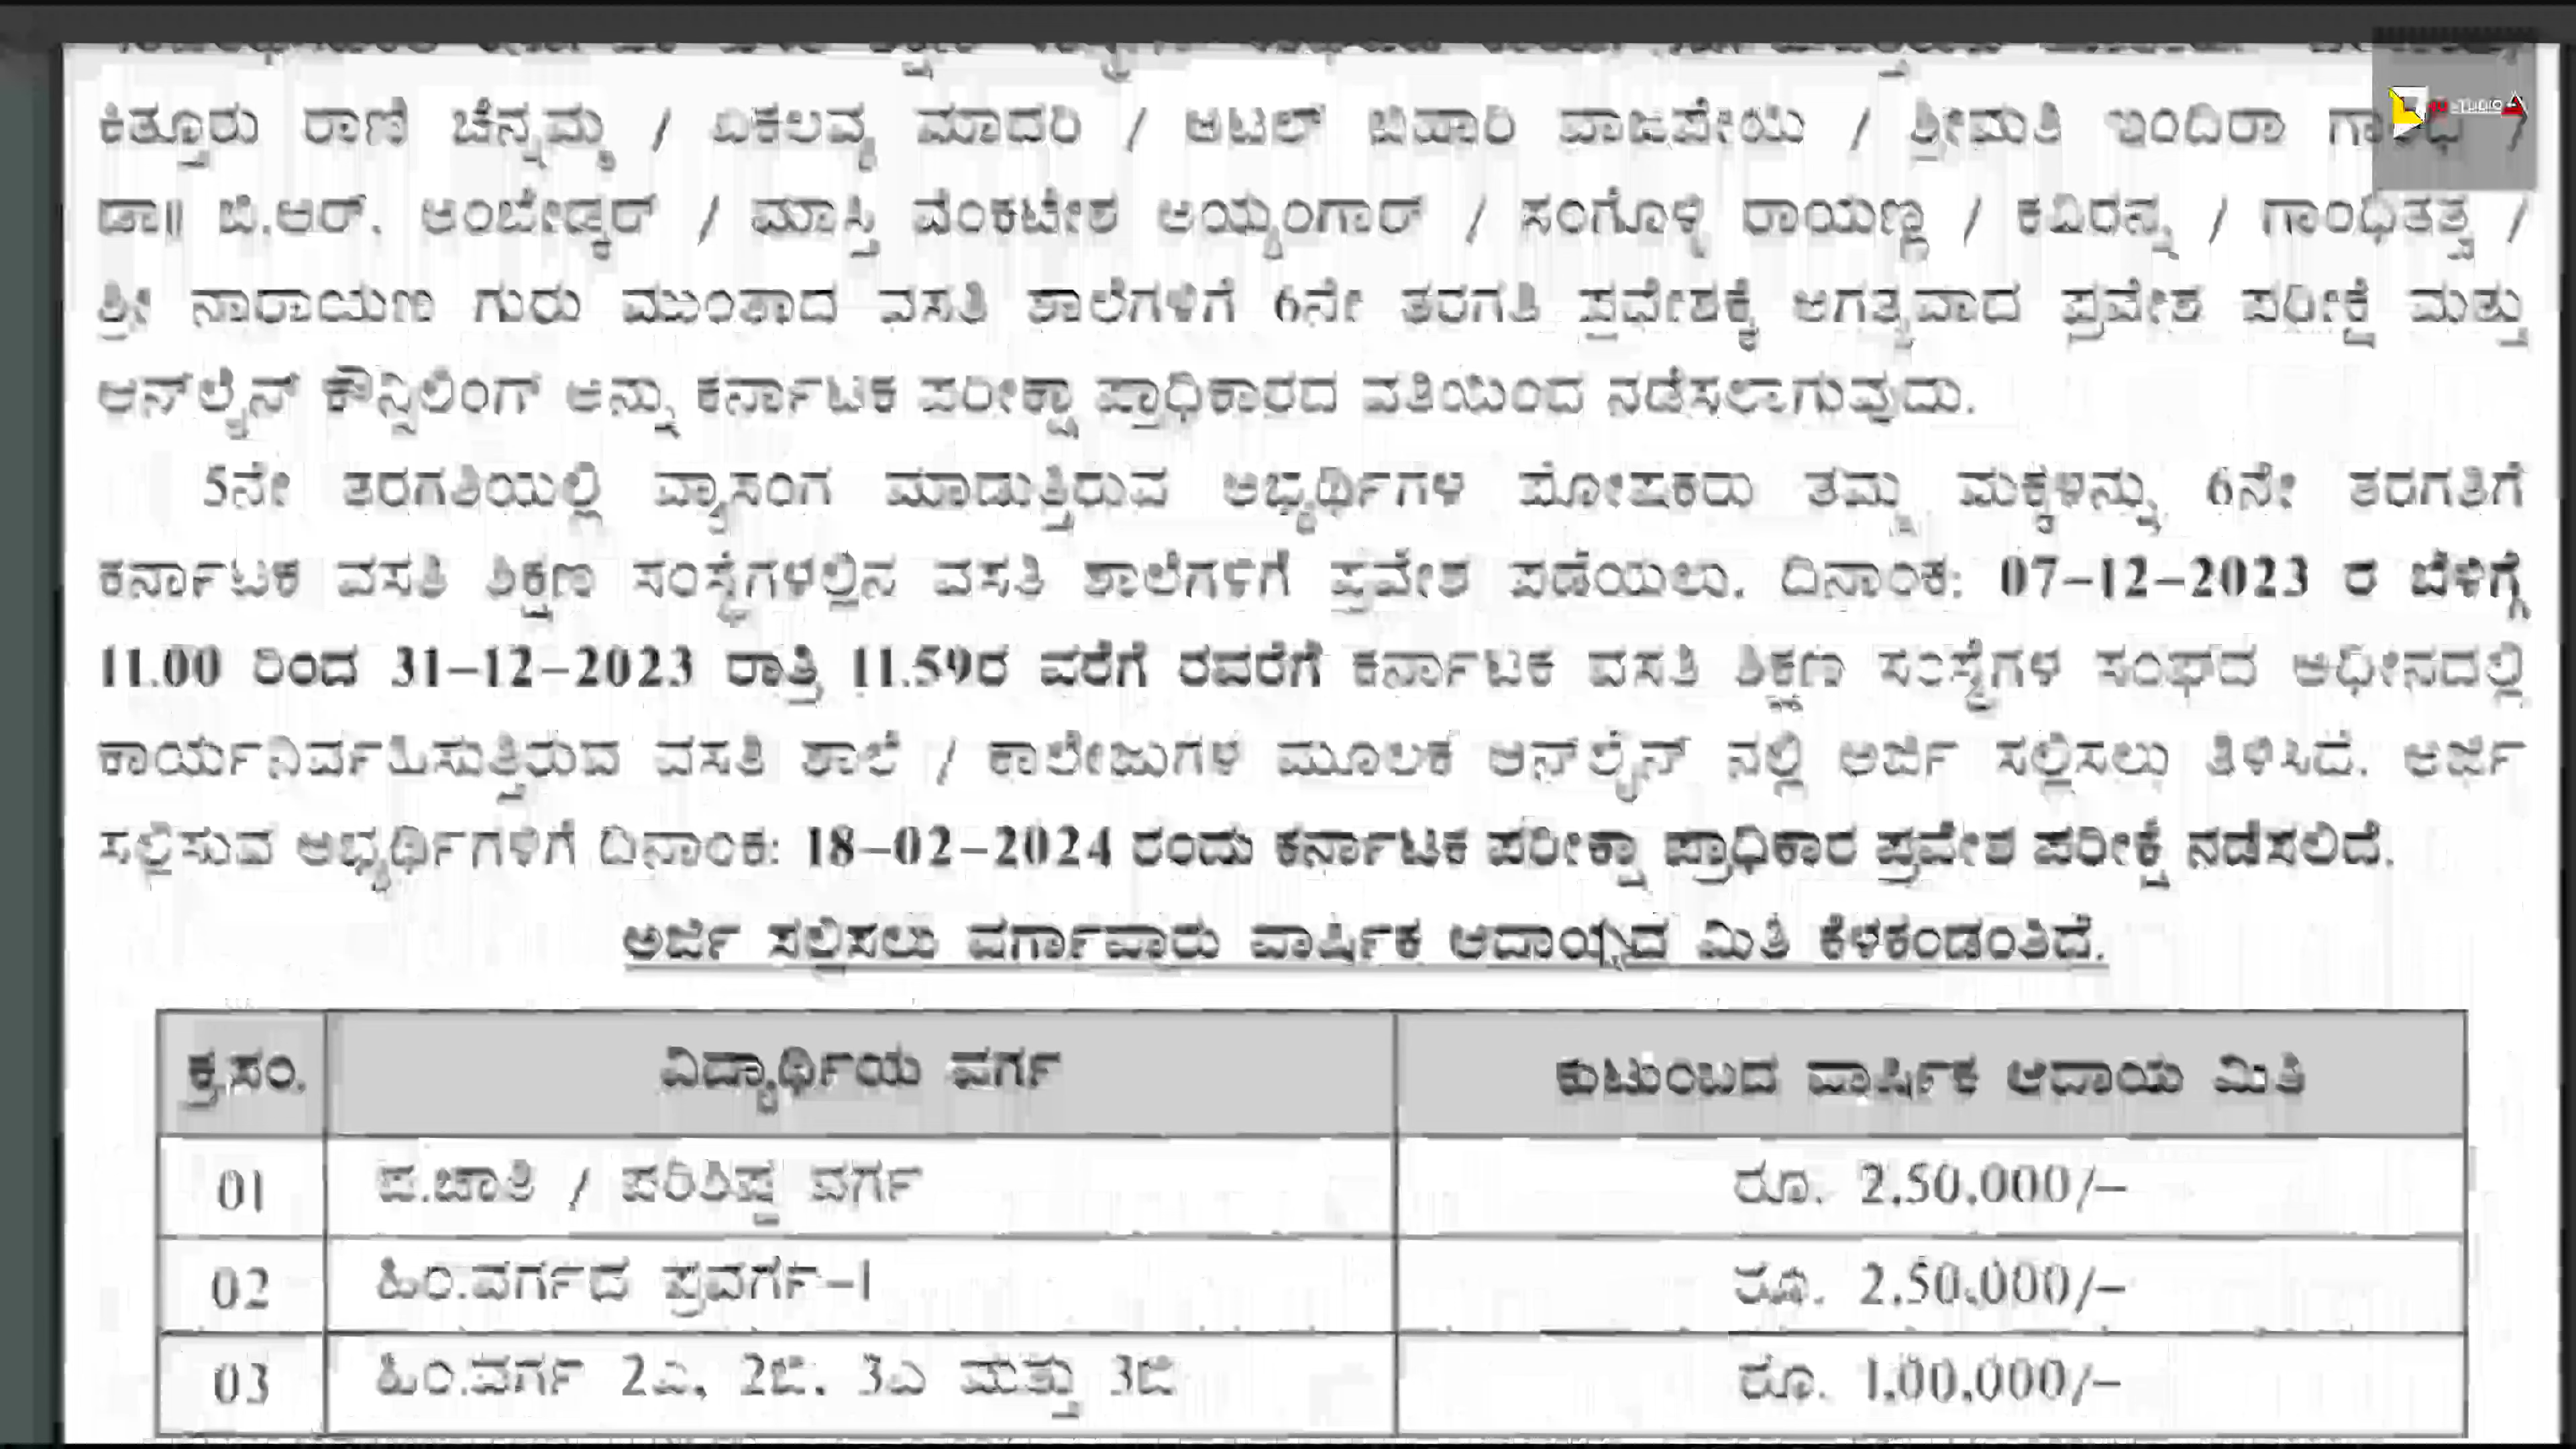 ಕಿತ್ತೂರು ರಾಣಿ ಚೆನ್ನಮ್ಮ / ಏಕಲವ್ಯ ಮಾದರಿ / ಅಟಲ್ ಬಿಹಾರಿ ವಾಜಪೇಯಿ / ಶ್ರೀಮತಿ ಇಂದಿರಾ ಗಾಂಧಿ /
ಡಾ॥ ಬಿ.ಆರ್. ಅಂಬೇಡ್ಕರ್ / ಮಾಸ್ತಿ ವೆಂಕಟೇಶ ಅಯ್ಯಂಗಾರ್ / ಸಂಗೊಳ್ಳಿ ರಾಯಣ್ಣ / ಕವಿರನ್ನ / ಗಾಂಧಿತತ್ವ /
ಶ್ರೀ ನಾರಾಯಣ ಗುರು ಮುಂತಾದ ವಸತಿ ಶಾಲೆಗಳಿಗೆ 6ನೇ ತರಗತಿ ಪ್ರವೇಶಕ್ಕೆ ಅಗತ್ಯವಾದ ಪ್ರವೇಶ ಪರೀಕ್ಷೆ ಮತ್ತು
ಆನ್‌ಲೈನ್ ಕೌನ್ಸಿಲಿಂಗ್ ಅನ್ನು ಕರ್ನಾಟಕ ಪರೀಕ್ಷಾ ಪ್ರಾಧಿಕಾರದ ವತಿಯಿಂದ ನಡೆಸಲಾಗುವುದು.
5ನೇ ತರಗತಿಯಲ್ಲಿ ವ್ಯಾಸಂಗ ಮಾಡುತ್ತಿರುವ ಅಭ್ಯರ್ಥಿಗಳ ಪೋಷಕರು ತಮ್ಮ ಮಕ್ಕಳನ್ನು 6ನೇ ತರಗತಿಗೆ
ಕರ್ನಾಟಕ ವಸತಿ ಶಿಕ್ಷಣ ಸಂಸ್ಥೆಗಳಲ್ಲಿನ ವಸತಿ ಶಾಲೆಗಳಿಗೆ ಪ್ರವೇಶ ಪಡೆಯಲು, ದಿನಾಂಕ: 07-12-2023 ರ ಬೆಳಿಗ್ಗೆ
11.00 ರಿಂದ 31-12-2023 ರಾತ್ರಿ 11.59ರ ವರೆಗೆ ರವರೆಗೆ ಕರ್ನಾಟಕ ವಸತಿ ಶಿಕ್ಷಣ ಸಂಸ್ಥೆಗಳ ಸಂಘದ ಅಧೀನದಲ್ಲಿ
ಕಾರ್ಯನಿರ್ವಹಿಸುತ್ತಿರುವ ವಸತಿ ಶಾಲೆ / ಕಾಲೇಜುಗಳ ಮೂಲಕ ಆನ್‌ಲೈನ್ ನಲ್ಲಿ ಅರ್ಜಿ ಸಲ್ಲಿಸಲು ತಿಳಿಸಿದೆ. ಅರ್ಜಿ
ಸಲ್ಲಿಸುವ ಅಭ್ಯರ್ಥಿಗಳಿಗೆ ದಿನಾಂಕ: 18-02-2024 ರಂದು ಕರ್ನಾಟಕ ಪರೀಕ್ಷಾ ಪ್ರಾಧಿಕಾರ ಪ್ರವೇಶ ಪರೀಕ್ಷೆ ನಡೆಸಲಿದೆ.
ಅರ್ಜಿ ಸಲ್ಲಿಸಲು ವರ್ಗಾವಾರು ವಾರ್ಷಿಕ ಆದಾಯದ ಮಿತಿ ಕೆಳಕಂಡಂತಿದೆ.
ಕ್ರ.ಸಂ. ವಿದ್ಯಾರ್ಥಿಯ ವರ್ಗ ಕುಟುಂಬದ ವಾರ್ಷಿಕ ಆದಾಯ ಮಿತಿ
01 ಪ.ಜಾತಿ / ಪರಿಶಿಷ್ಟ ವರ್ಗ ರೂ. 2,50,000/-
02 ಹಿಂ.ವರ್ಗದ ಪ್ರವರ್ಗ-1 ರೂ. 2,50,000/-
03 ಹಿಂ.ವರ್ಗ 2ಎ, 2ಬಿ, 3ಎ ಮತ್ತು 3ಬಿ ರೂ. 1,00,000/-